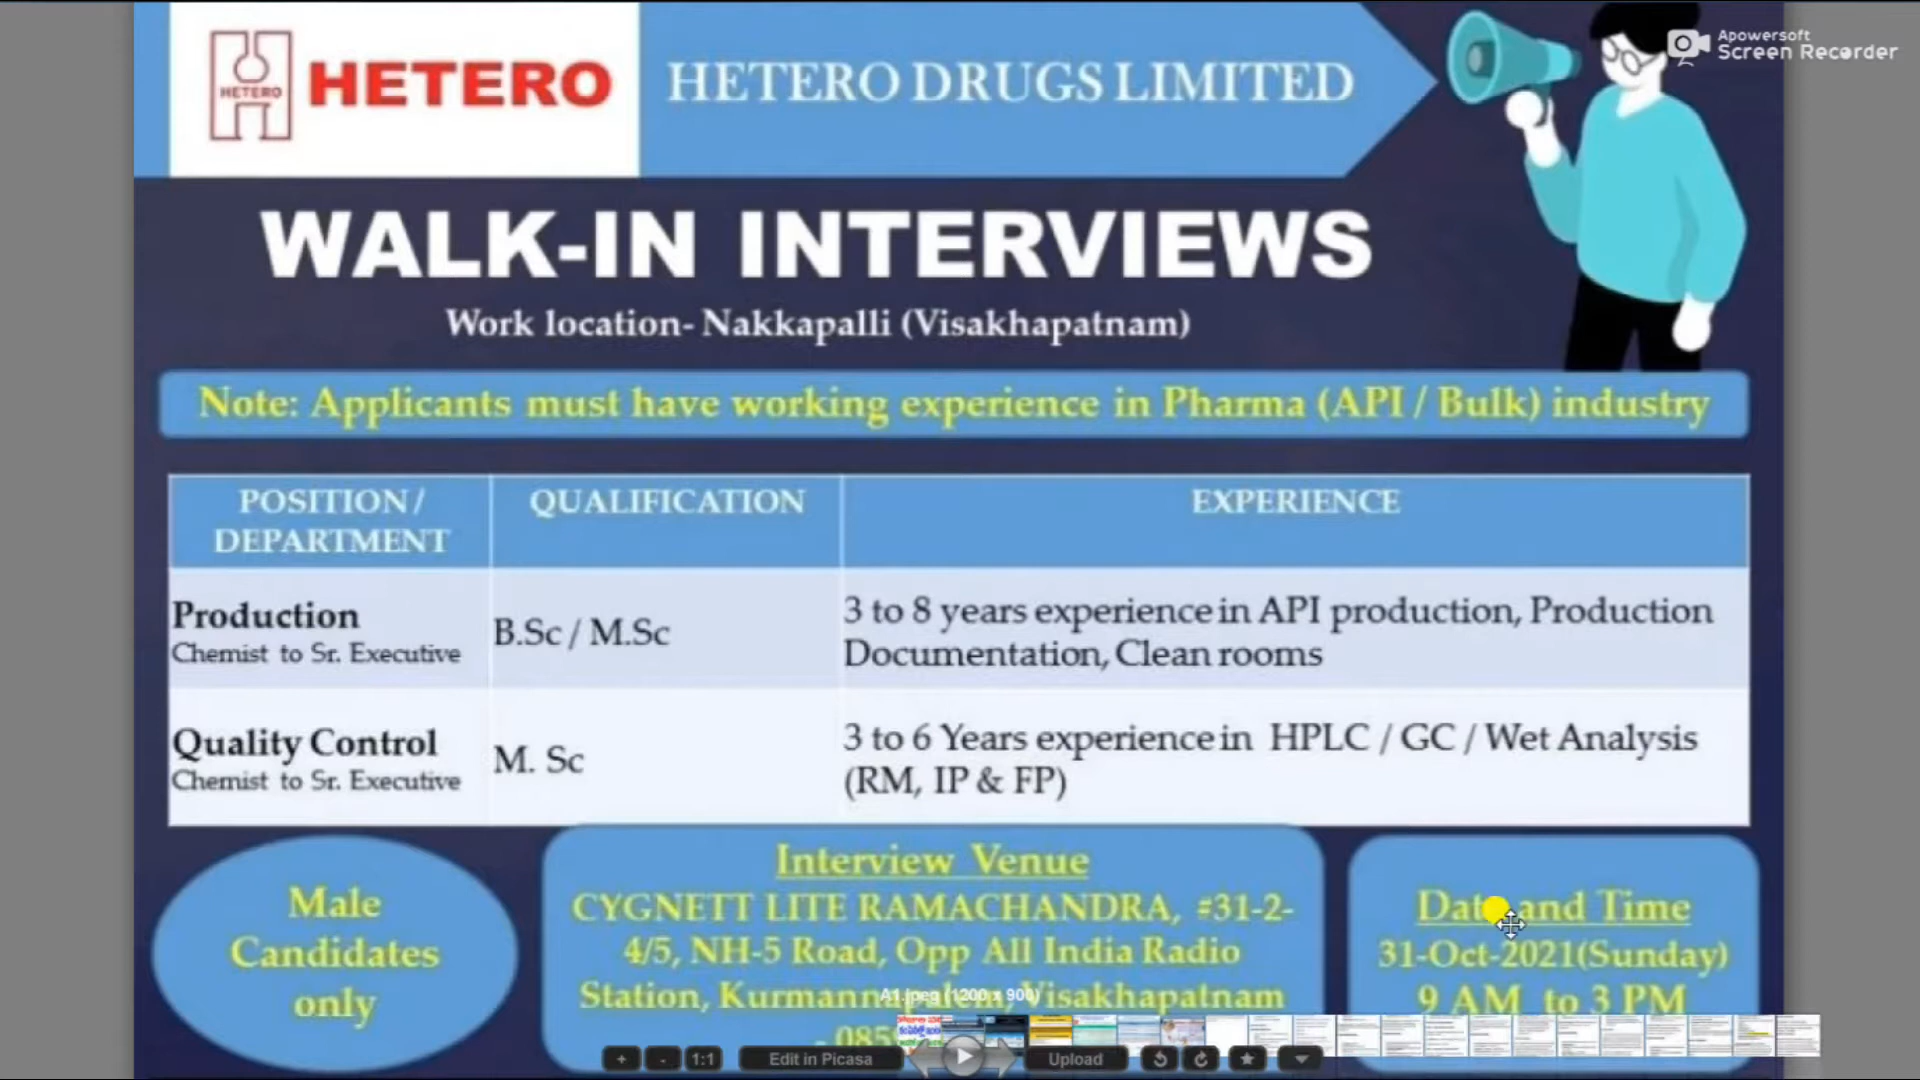 HETERO
HETERO
HETERO DRUGS LIMITED
Apowersoft
Screen Recorder
WALK-IN INTERVIEWS
Work location- Nakkapalli (Visakhapatnam)
Note: Applicants must have working experience in Pharma (API / Bulk) industry
POSITION /
DEPARTMENT
QUALIFICATION
EXPERIENCE
Production
Chemist to Sr. Executive
B.Sc / M.Sc
3 to 8 years experience in API production, Production
Documentation, Clean rooms
Quality Control
Chemist to Sr. Executive
M. Sc
3 to 6 Years experience in HPLC / GC / Wet Analysis
(RM, IP & FP)
Male
Candidates
only
Interview Venue
CYGNETT LITE RAMACHANDRA, #31-2-
4/5, NH-5 Road, Opp All India Radio
Station, Visakhapatnam
Date and Time
31-Oct-2021(Sunday)
9 AM to 3 PM
A1.jpeg (1200 x 900)
+
-
1:1
Edit in Picasa
Upload